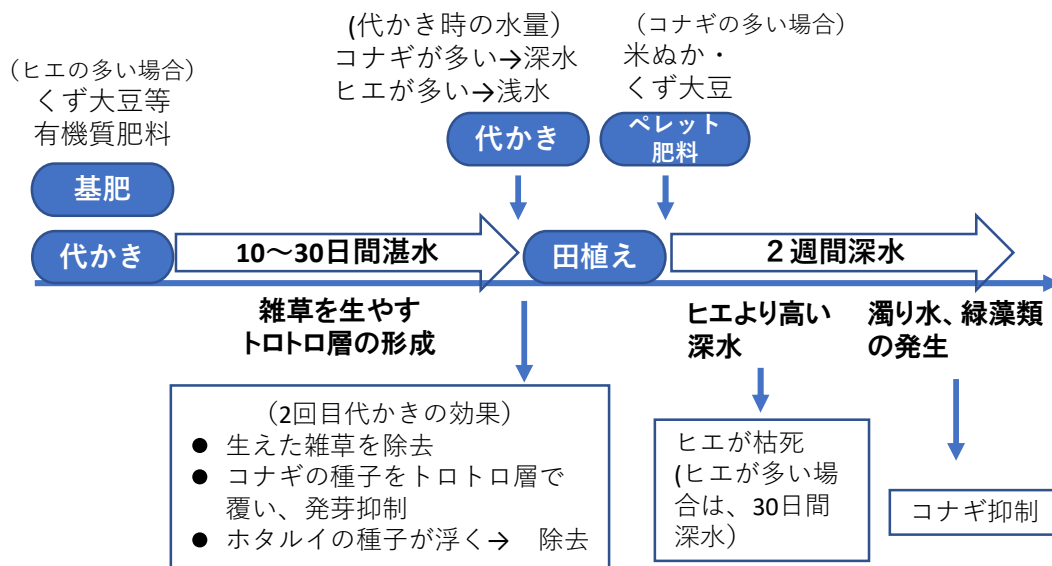 (ヒエの多い場合)
くず大豆等
有機質肥料
基肥
代かき
10～30日間湛水
雑草を生やす
トロトロ層の形成
(代かき時の水量)
コナギが多い→深水
ヒエが多い→浅水
代かき
田植え
(コナギの多い場合)
米ぬか・
くず大豆
ペレット
肥料
２週間深水
ヒエより高い
深水
濁り水、緑藻類
の発生
（2回目代かきの効果）
● 生えた雑草を除去
● コナギの種子をトロトロ層で
覆い、発芽抑制
● ホタルイの種子が浮く→ 除去
ヒエが枯死
(ヒエが多い場
合は、30日間
深水）
コナギ抑制